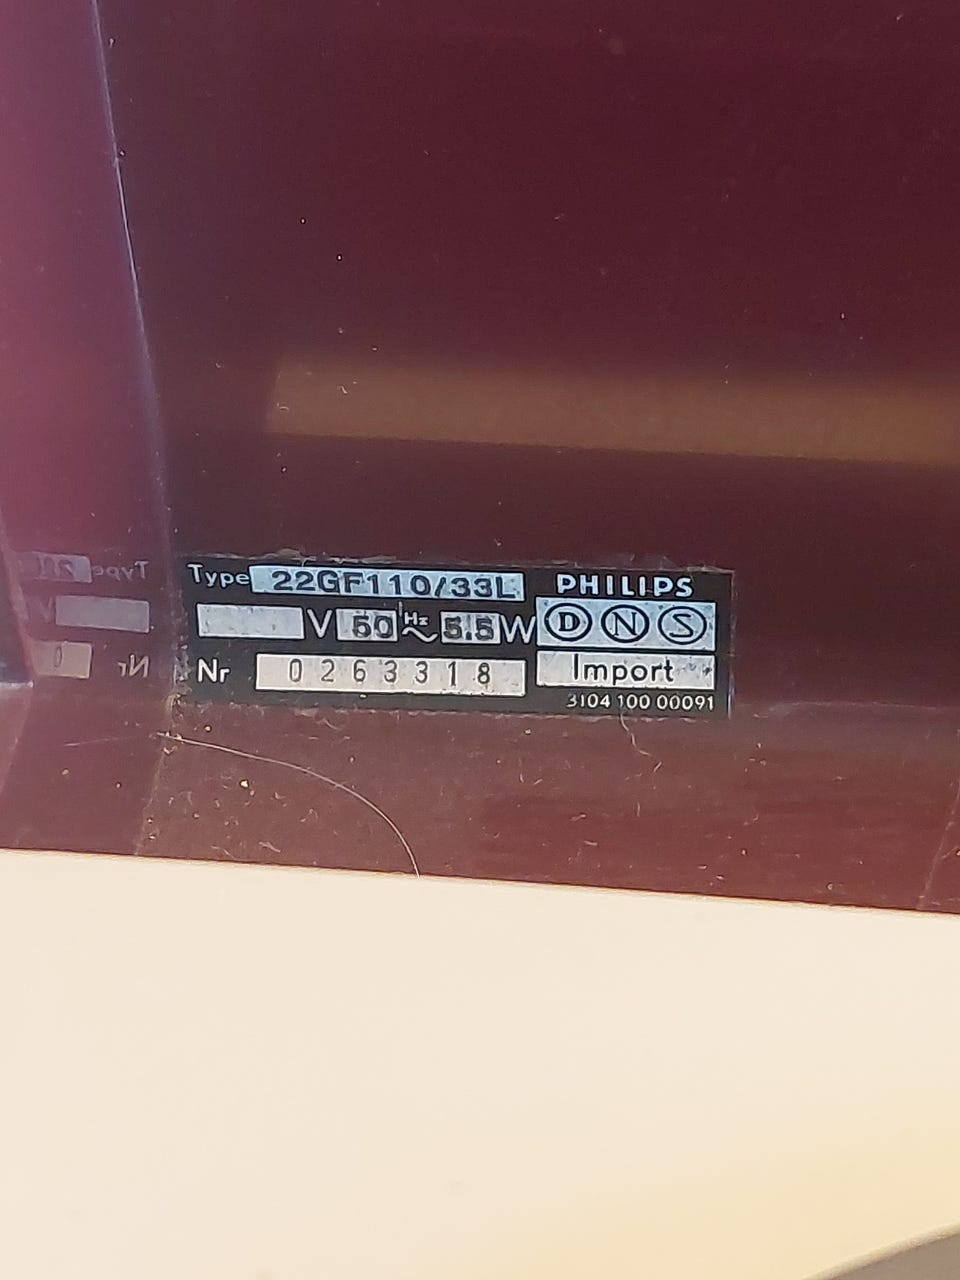 Type 22GF110/33L PHILIPS
V 50 Hz ~ 5.5 W D N S
Nr 0263318 Import
3104 100 00091